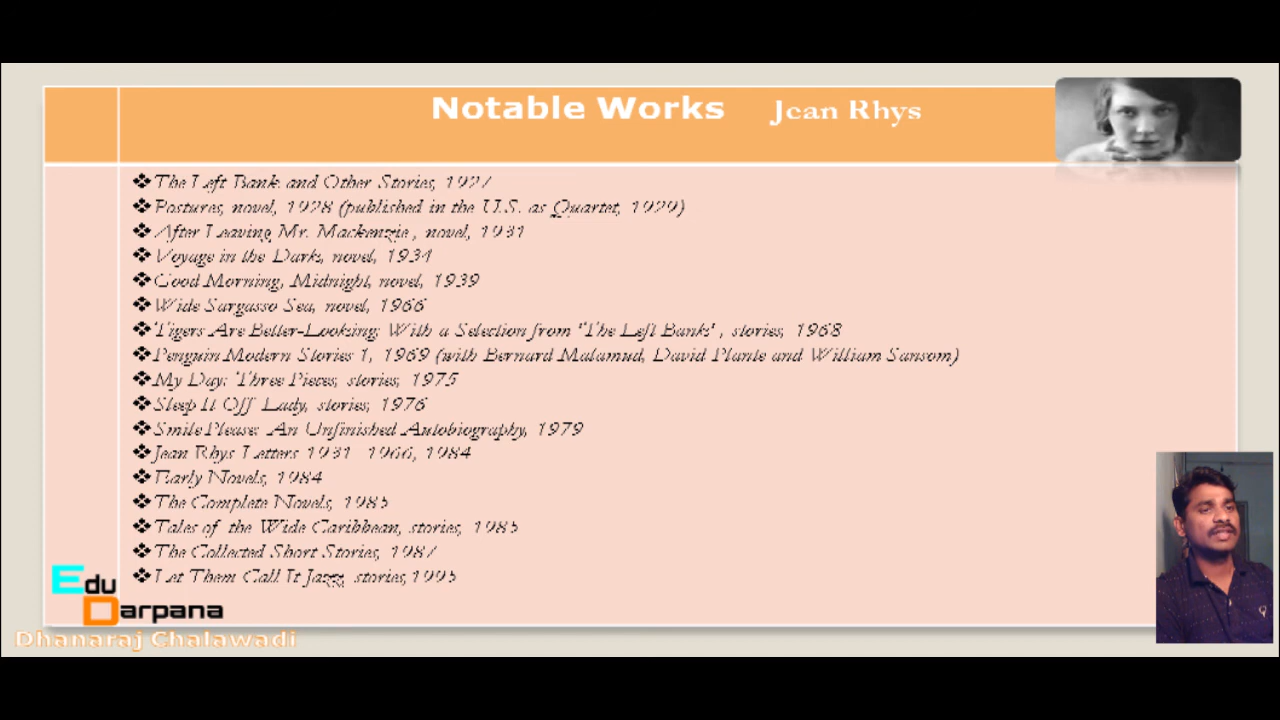 Notable Works Jean Rhys
❖The Left Bank and Other Stories, 1927
❖Postures, novel, 1928 (published in the U.S. as Quartet, 1929)
❖After Leaving Mr. Mackenzie , novel, 1931
❖Voyage in the Dark, novel, 1934
❖Good Morning, Midnight, novel, 1939
❖Wide Sargasso Sea, novel, 1966
❖Tigers Are Better-Looking: With a Selection from 'The Left Bank' , stories, 1968
❖Penguin Modern Stories 1, 1969 (with Bernard Malamud, David Plante and William Sansom)
❖My Day: Three Pieces, stories, 1975
❖Sleep It Off Lady, stories, 1976
❖Smile Please: An Unfinished Autobiography, 1979
❖Jean Rhys Letters 1931–1966, 1984
❖Early Novels, 1984
❖The Complete Novels, 1985
❖Tales of the Wide Caribbean, stories, 1985
❖The Collected Short Stories, 1987
❖Let Them Call It Jazz, stories,1995
Edu
Darpana
Dhanaraj Chalawadi